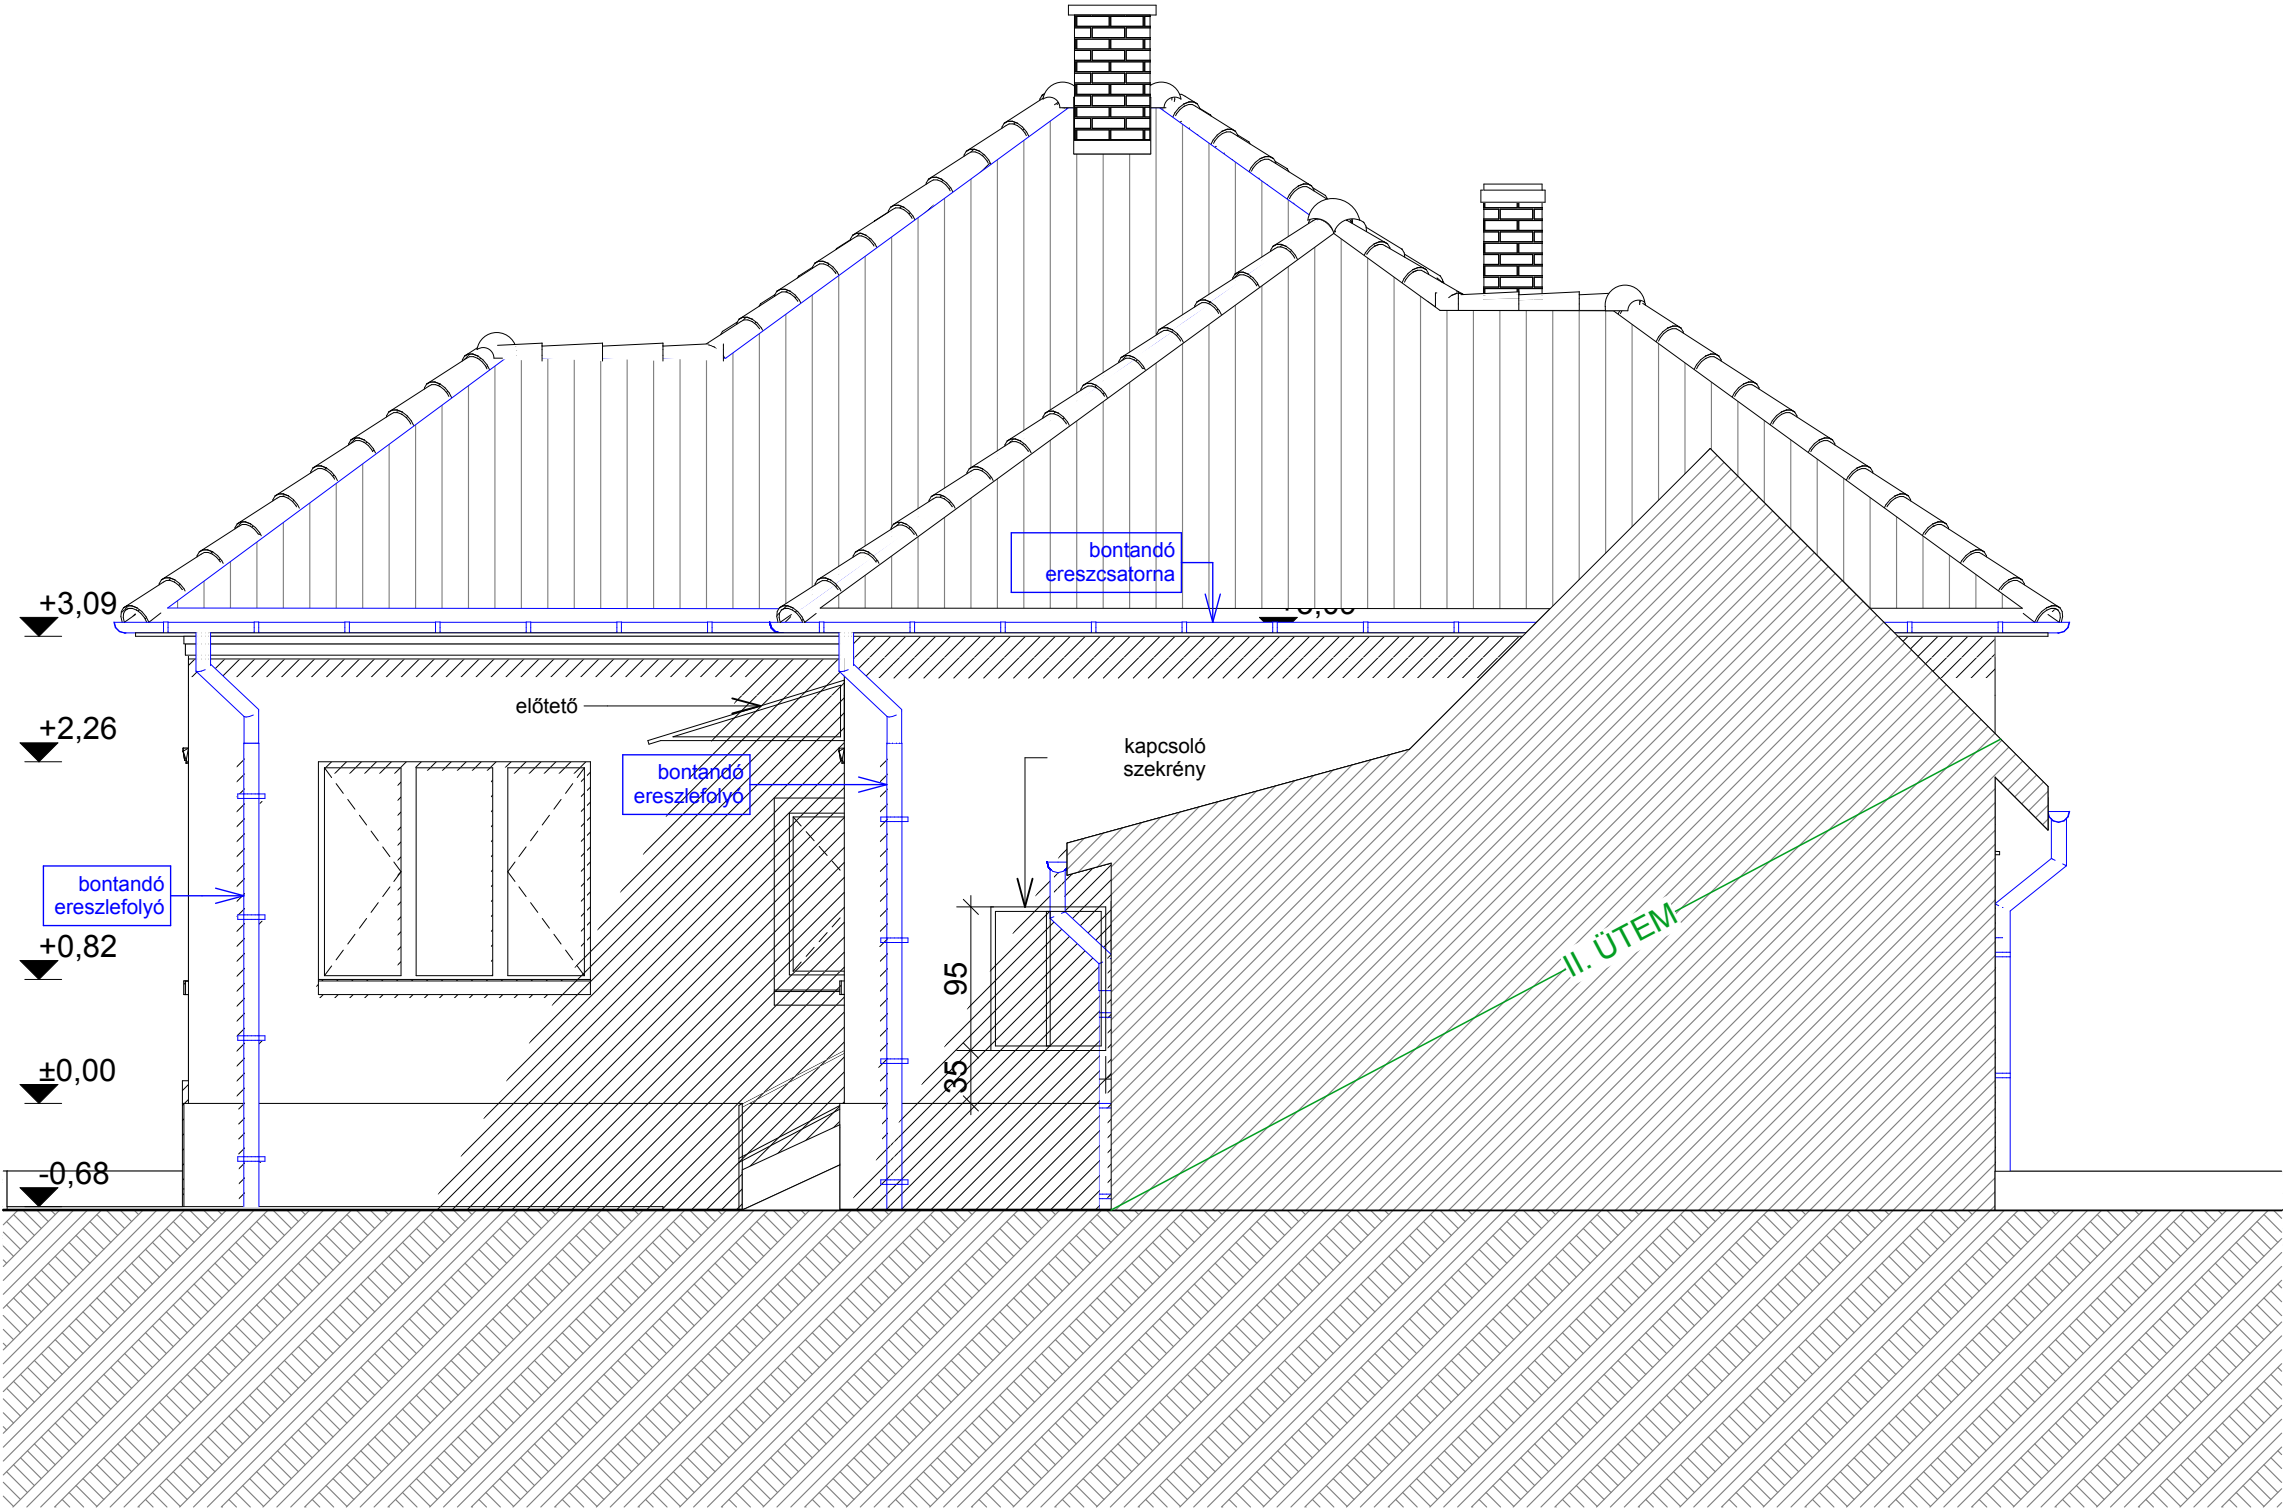 bontandó
ereszcsatorna
+3,09
előtető
+2,26
kapcsoló
szekrény
bontandó
ereszlefolyó
bontandó
ereszlefolyó
II. ÜTEM
+0,82
95
±0,00
35
-0,68